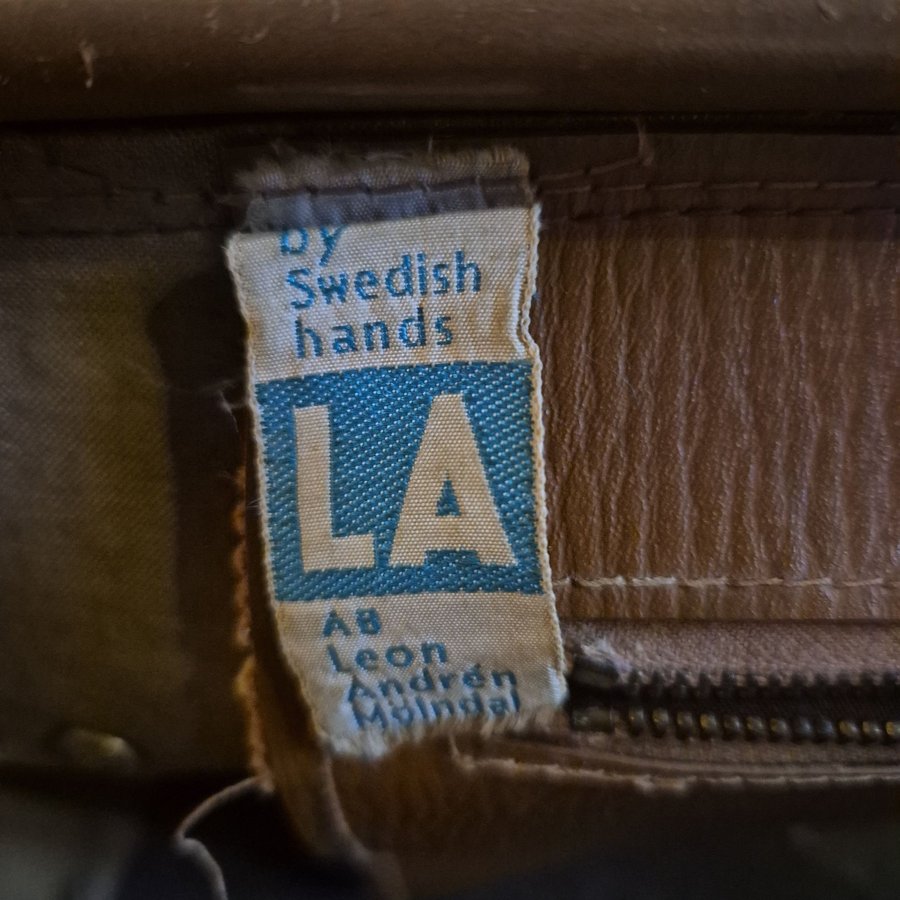 by
Swedish
hands
LA
AB
Leon
Andrén
Mölndal